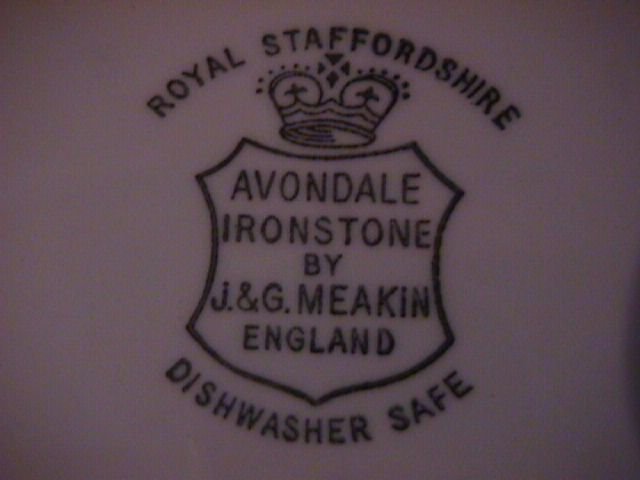 ROYAL STAFFORDSHIRE
AVONDALE
IRONSTONE
BY
J.&G. MEAKIN
ENGLAND
DISHWASHER SAFE